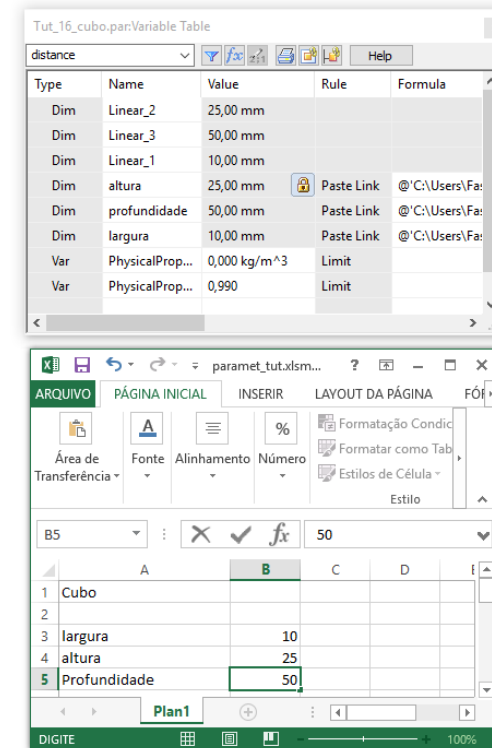 Tut_16_cubo.par:Variable Table
distance Help
Type Name Value Rule Formula
Dim Linear_2 25,00 mm
Dim Linear_3 50,00 mm
Dim Linear_1 10,00 mm
Dim altura 25,00 mm Paste Link @'C:\Users\Fa
Dim profundidade 50,00 mm Paste Link @'C:\Users\Fa
Dim largura 10,00 mm Paste Link @'C:\Users\Fa
Var PhysicalProp... 0,000 kg/m^3 Limit
Var PhysicalProp... 0,990 Limit
paramet_tut.xlsm... ?
ARQUIVO PÁGINA INICIAL INSERIR LAYOUT DA PÁGINA FÓ
A %
Área de Transferência
Fonte Alinhamento Número
Formatação Condic
Formatar como Tab
Estilos de Célula
Estilo
B5 fx 50
A B C D
1 Cubo
2
3 largura 10
4 altura 25
5 Profundidade 50
Plan1
DIGITE 100%